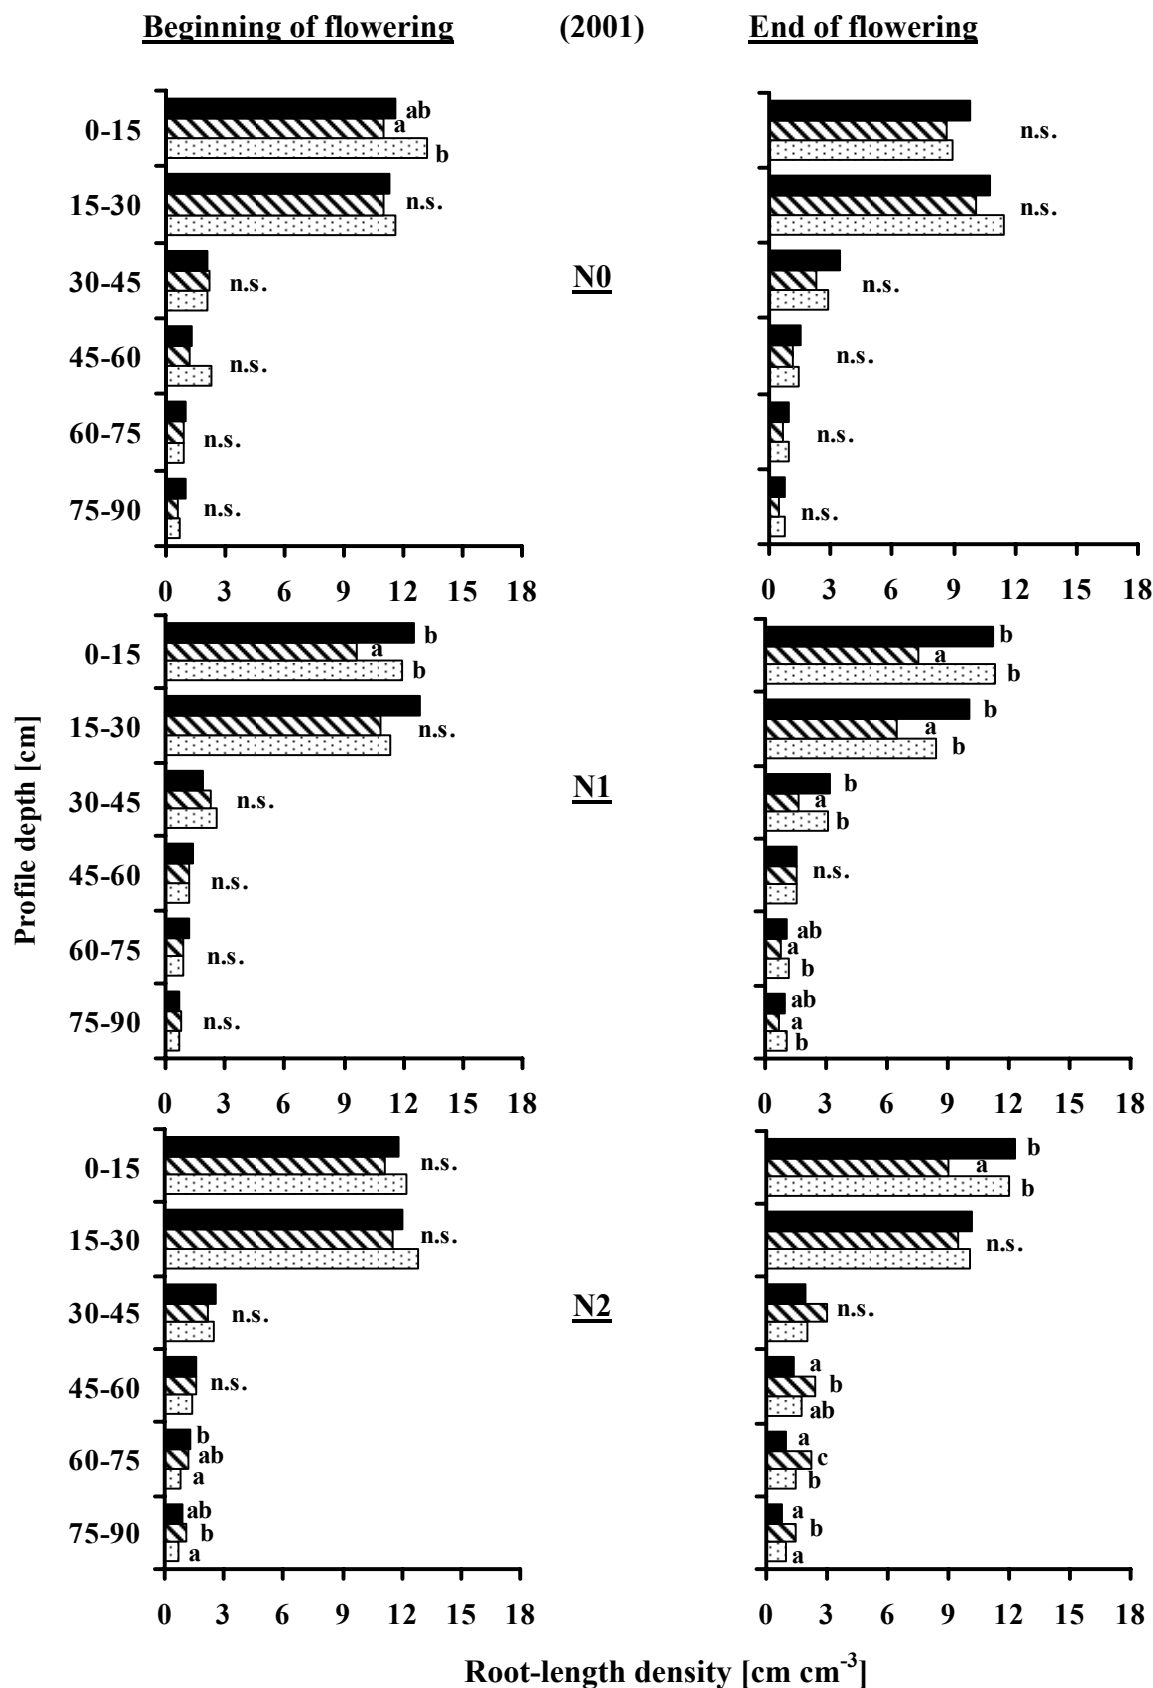 Beginning of flowering (2001) End of flowering
0-15 ab a b n.s.
15-30 n.s. n.s.
30-45 n.s. N0 n.s.
45-60 n.s. n.s.
60-75 n.s. n.s.
75-90 n.s. n.s.
0 3 6 9 12 15 18 0 3 6 9 12 15 18
Profile depth [cm]
0-15 b a b b a b
15-30 n.s. b a b
30-45 n.s. N1 b a b
45-60 n.s. n.s.
60-75 n.s. ab a b
75-90 n.s. ab a b
0 3 6 9 12 15 18 0 3 6 9 12 15 18
0-15 n.s. b a b
15-30 n.s. n.s.
30-45 n.s. N2 n.s.
45-60 n.s. a b ab
60-75 b ab a a c b
75-90 ab b a a b a
0 3 6 9 12 15 18 0 3 6 9 12 15 18
Root-length density [cm cm⁻³]